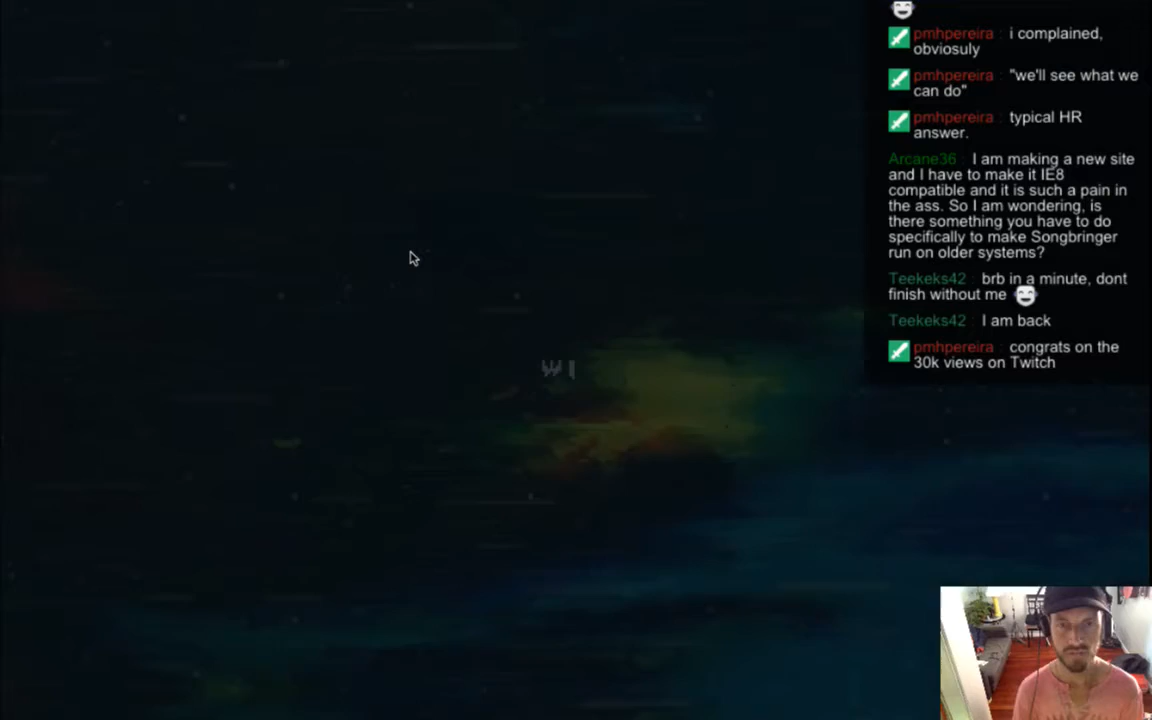 pmhpereira : i complained,
obviosuly
pmhpereira : "we'll see what we
can do"
pmhpereira : typical HR
answer.
Arcane36 : I am making a new site
and I have to make it IE8
compatible and it is such a pain in
the ass. So I am wondering, is
there something you have to do
specifically to make Songbringer
run on older systems?
Teekeks42 : brb in a minute, dont
finish without me
Teekeks42 : I am back
pmhpereira : congrats on the
30k views on Twitch
WI